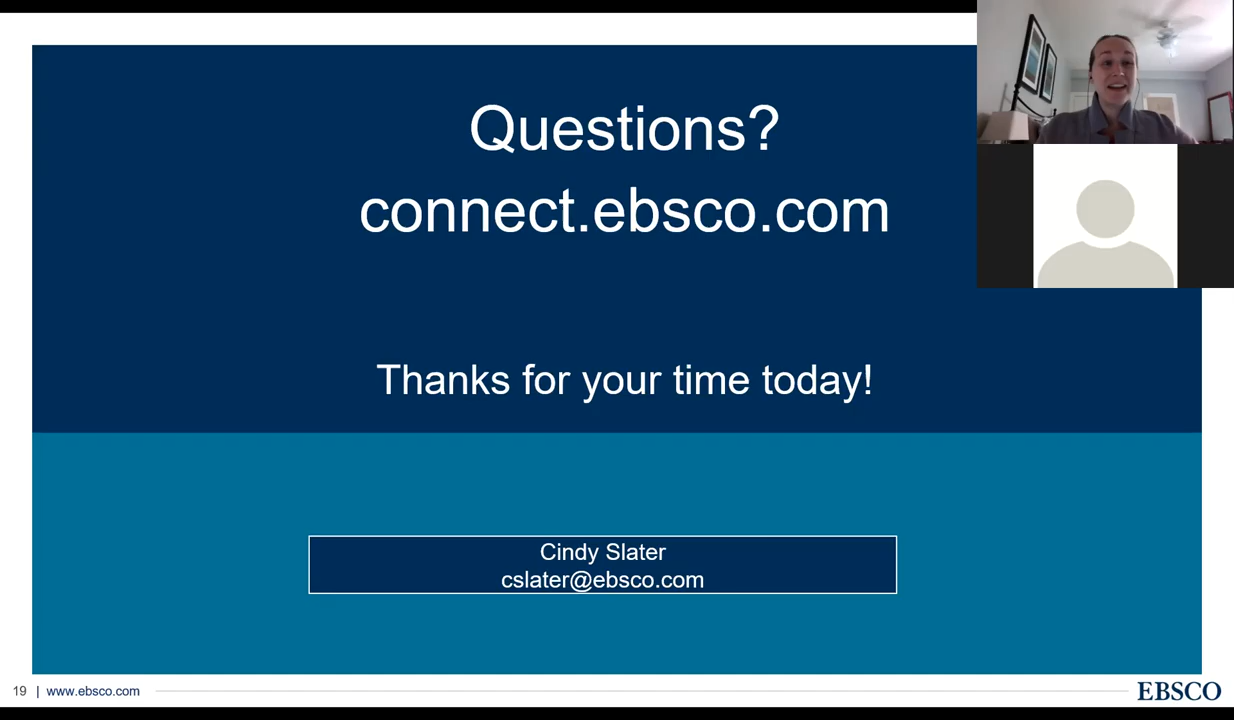 Questions?
connect.ebsco.com
Thanks for your time today!
Cindy Slater
cslater@ebsco.com
19 | www.ebsco.com
EBSCO